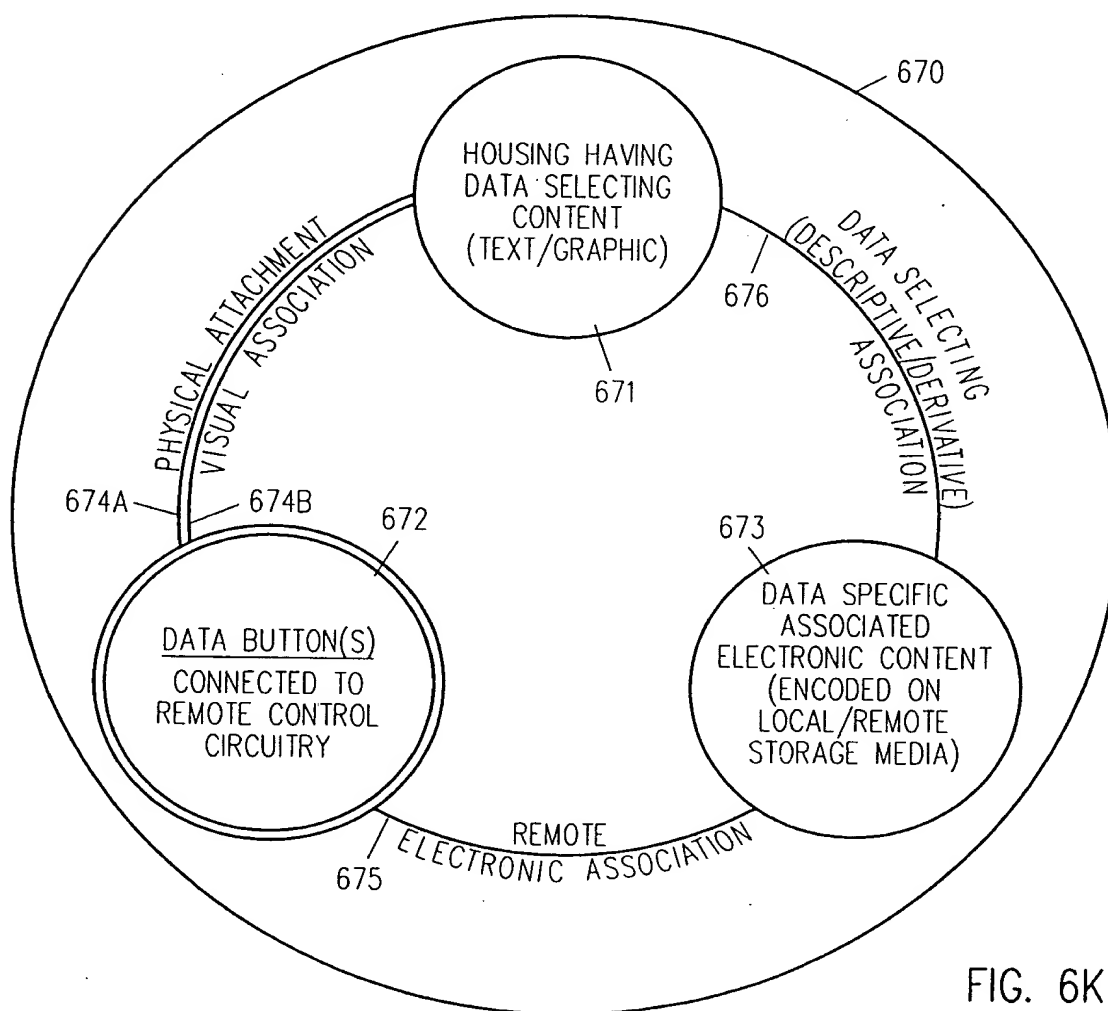 670
HOUSING HAVING
DATA SELECTING
CONTENT
(TEXT/GRAPHIC)
671
PHYSICAL ATTACHMENT
VISUAL ASSOCIATION
676
DATA SELECTING
(DESCRIPTIVE/DERIVATIVE)
ASSOCIATION
674A
674B
672
DATA BUTTON(S)
CONNECTED TO
REMOTE CONTROL
CIRCUITRY
673
DATA SPECIFIC
ASSOCIATED
ELECTRONIC CONTENT
(ENCODED ON
LOCAL/REMOTE
STORAGE MEDIA)
675
REMOTE
ELECTRONIC ASSOCIATION
FIG. 6K